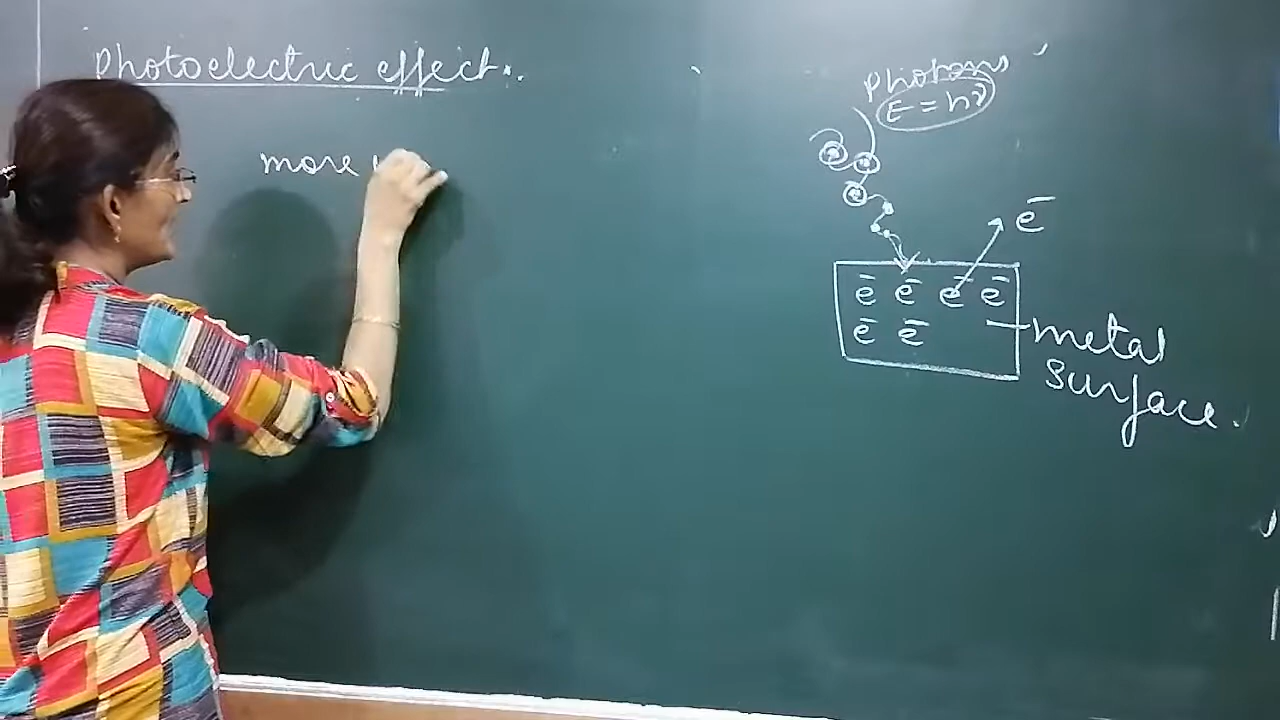 Photoelectric effect.
more
Photons
E = hν
e⁻
e⁻ e⁻ e⁻ e⁻
e⁻ e⁻
metal
surface.